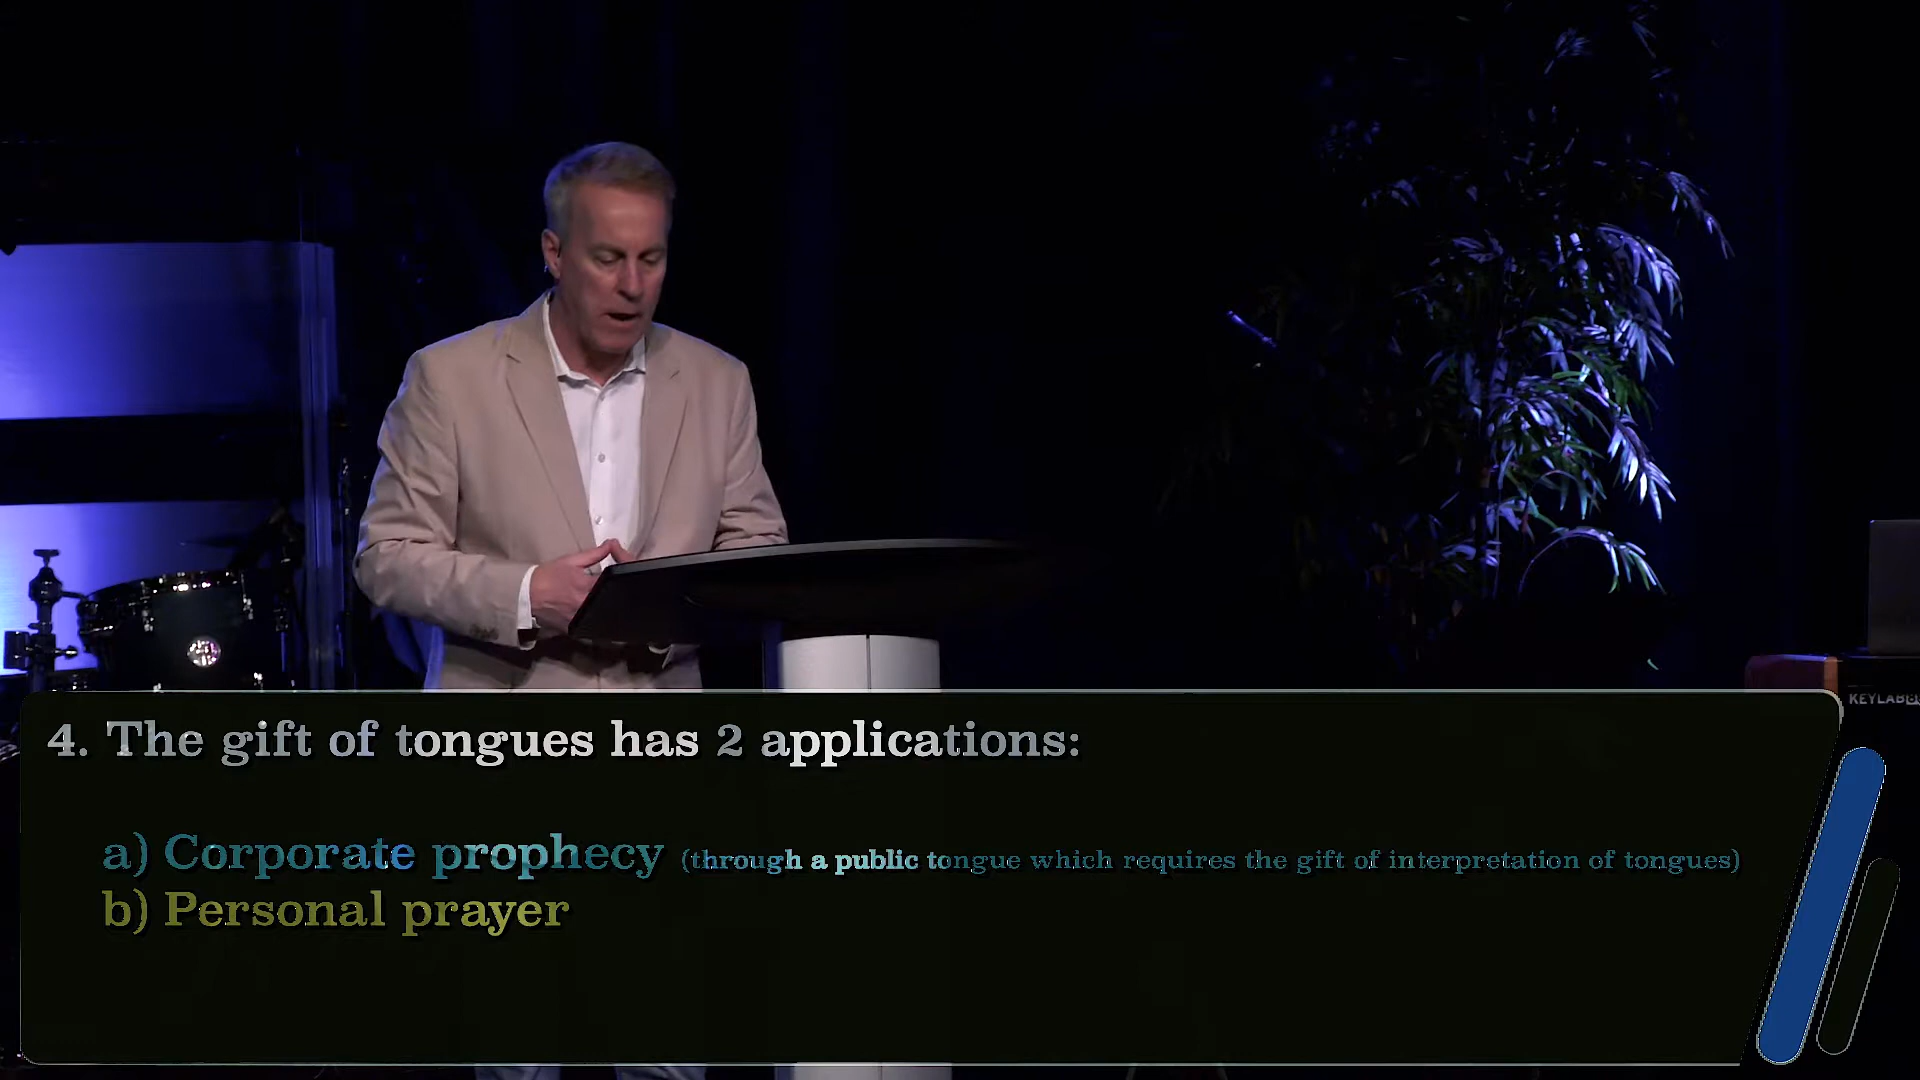 KEYLAB
4. The gift of tongues has 2 applications:
a) Corporate prophecy (through a public tongue which requires the gift of interpretation of tongues)
b) Personal prayer